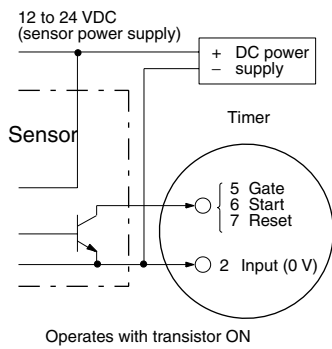 12 to 24 VDC
(sensor power supply)
+ DC power
− supply
Sensor
Timer
5 Gate
6 Start
7 Reset
2 Input (0 V)
Operates with transistor ON